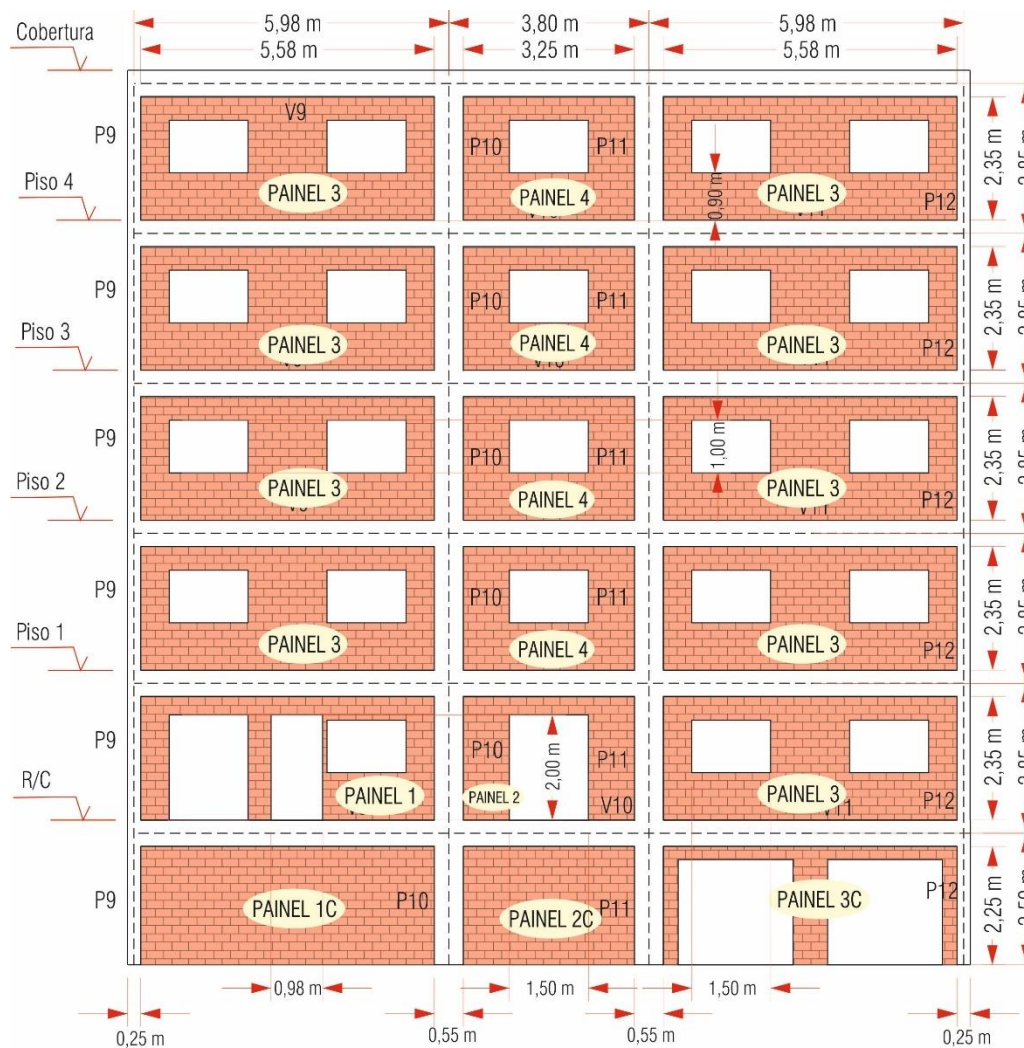 5,98 m 3,80 m 5,98 m
Cobertura
5,58 m 3,25 m 5,58 m
V9
P9 P10 P11 2,35 m
Piso 4 PAINEL 3 PAINEL 4 0,90 m PAINEL 3 P12
P9 P10 P11 2,35 m
Piso 3 PAINEL 3 PAINEL 4 PAINEL 3 P12
P9 P10 P11 1,00 m 2,35 m
Piso 2 PAINEL 3 PAINEL 4 PAINEL 3 P12
P9 P10 P11 2,35 m
Piso 1 PAINEL 3 PAINEL 4 PAINEL 3 P12
P9 P10 2,00 m P11 2,35 m
R/C PAINEL 1 PAINEL 2 V10 PAINEL 3 P12
P9 PAINEL 1C P10 PAINEL 2C P11 PAINEL 3C P12 2,25 m
0,98 m 1,50 m 1,50 m
0,25 m 0,55 m 0,55 m 0,25 m